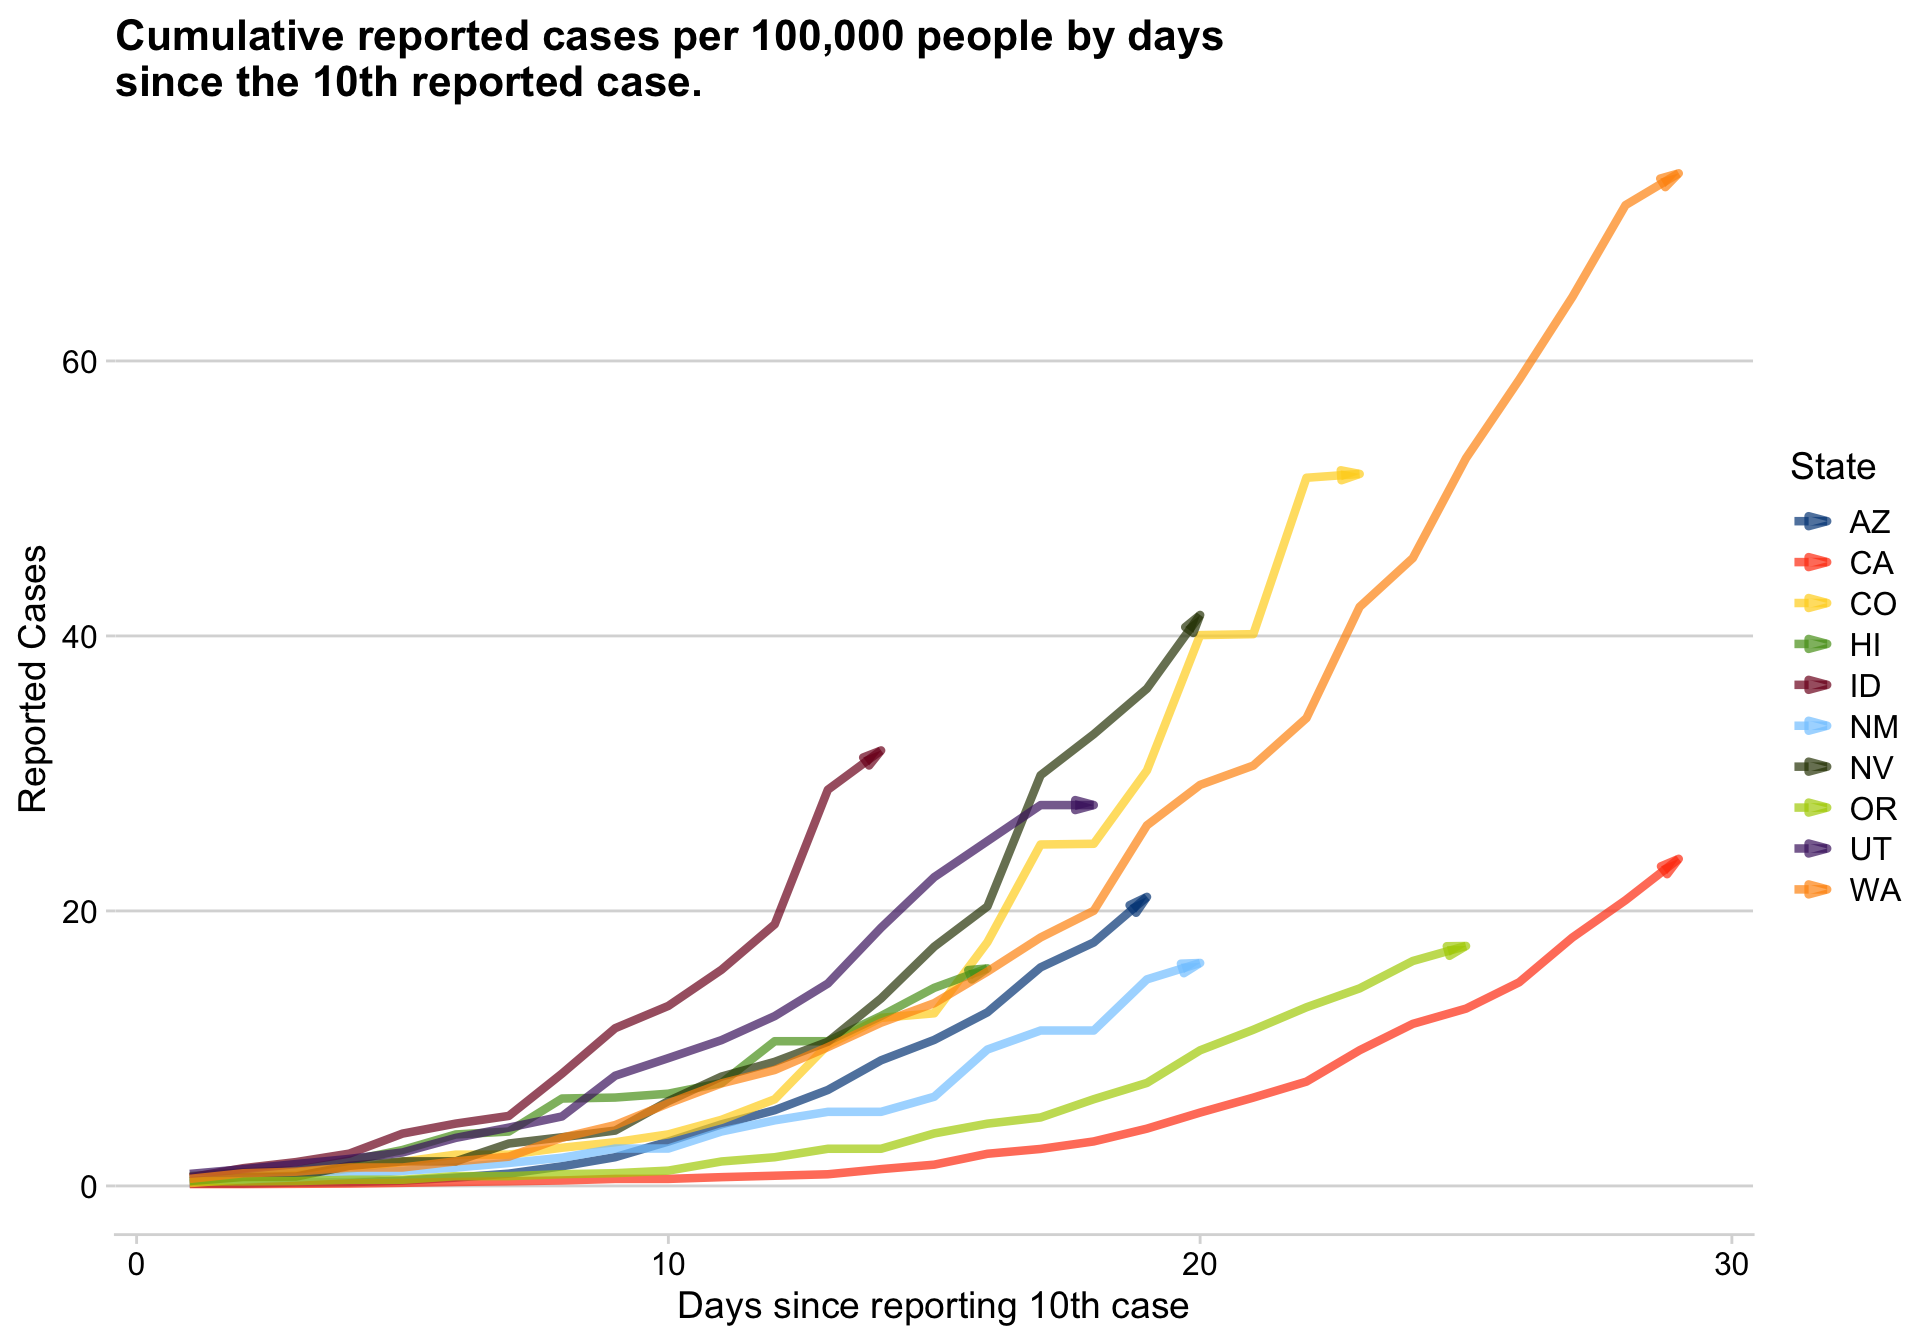 Cumulative reported cases per 100,000 people by days
since the 10th reported case.
60
40
20
0
Reported Cases
0 10 20 30
Days since reporting 10th case
State
AZ
CA
CO
HI
ID
NM
NV
OR
UT
WA